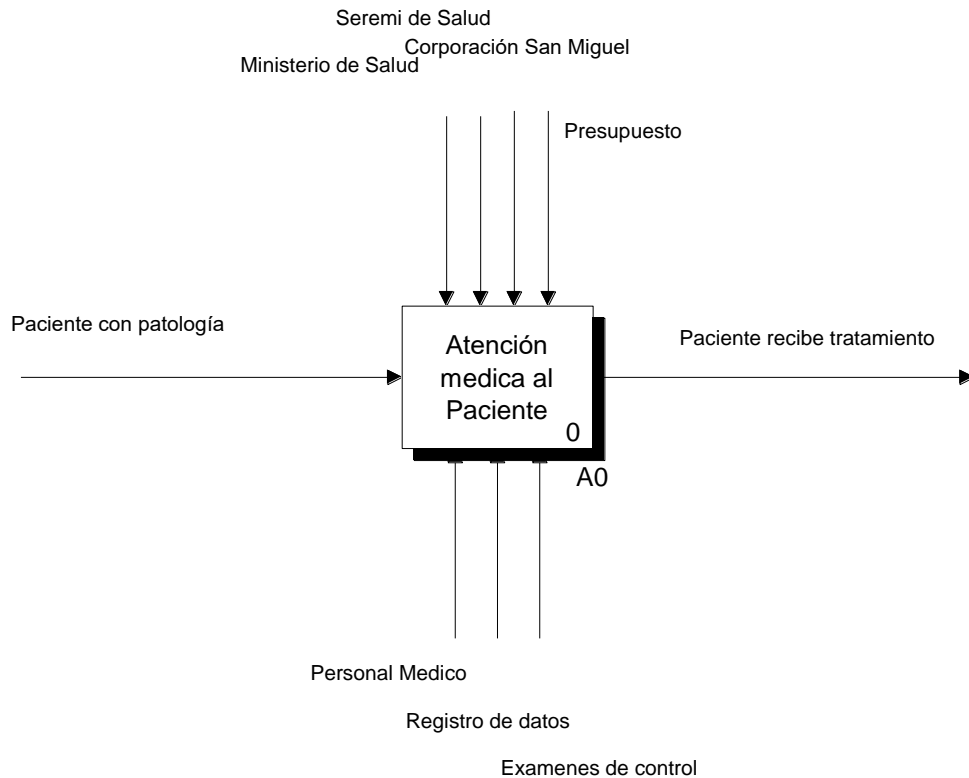 Seremi de Salud
Corporación San Miguel
Ministerio de Salud
Presupuesto
Paciente con patología
Paciente recibe tratamiento
Atención
medica al
Paciente
0
A0
Personal Medico
Registro de datos
Examenes de control